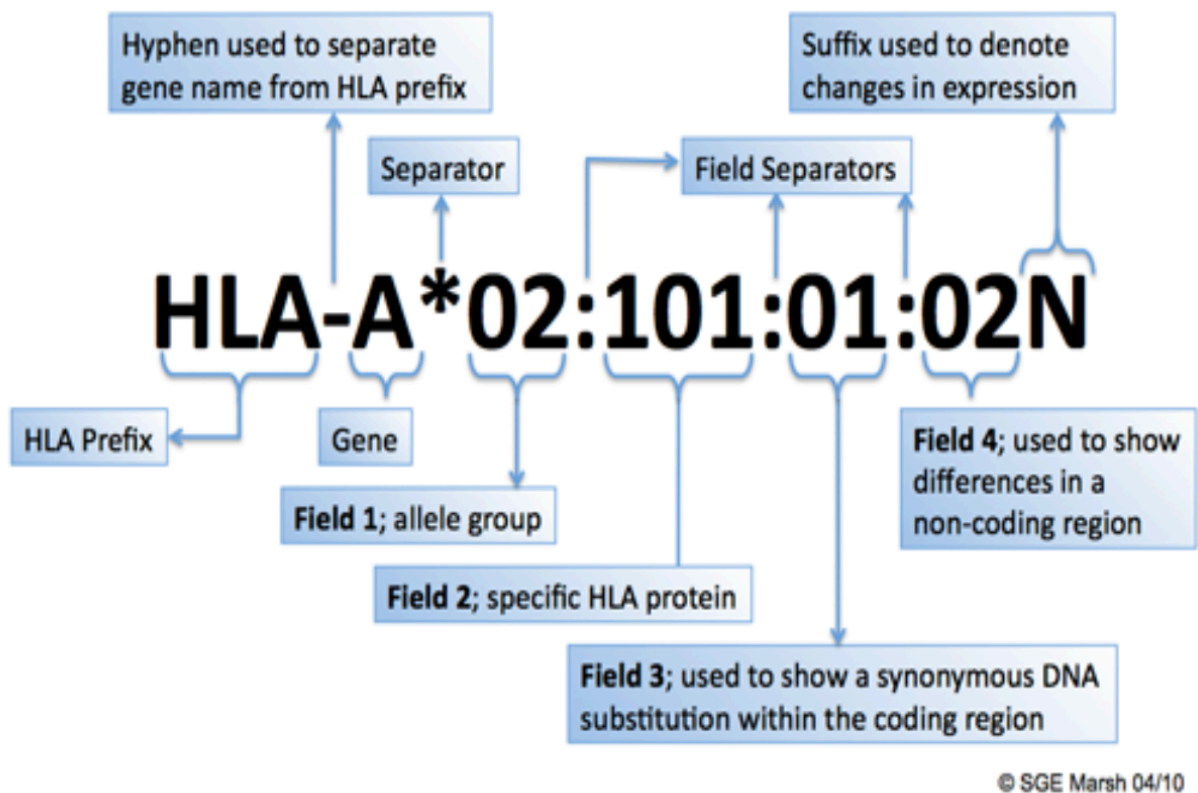 Hyphen used to separate
gene name from HLA prefix
Suffix used to denote
changes in expression
Separator
Field Separators
HLA-A*02:101:01:02N
HLA Prefix
Gene
Field 4; used to show
differences in a
non-coding region
Field 1; allele group
Field 2; specific HLA protein
Field 3; used to show a synonymous DNA
substitution within the coding region
© SGE Marsh 04/10